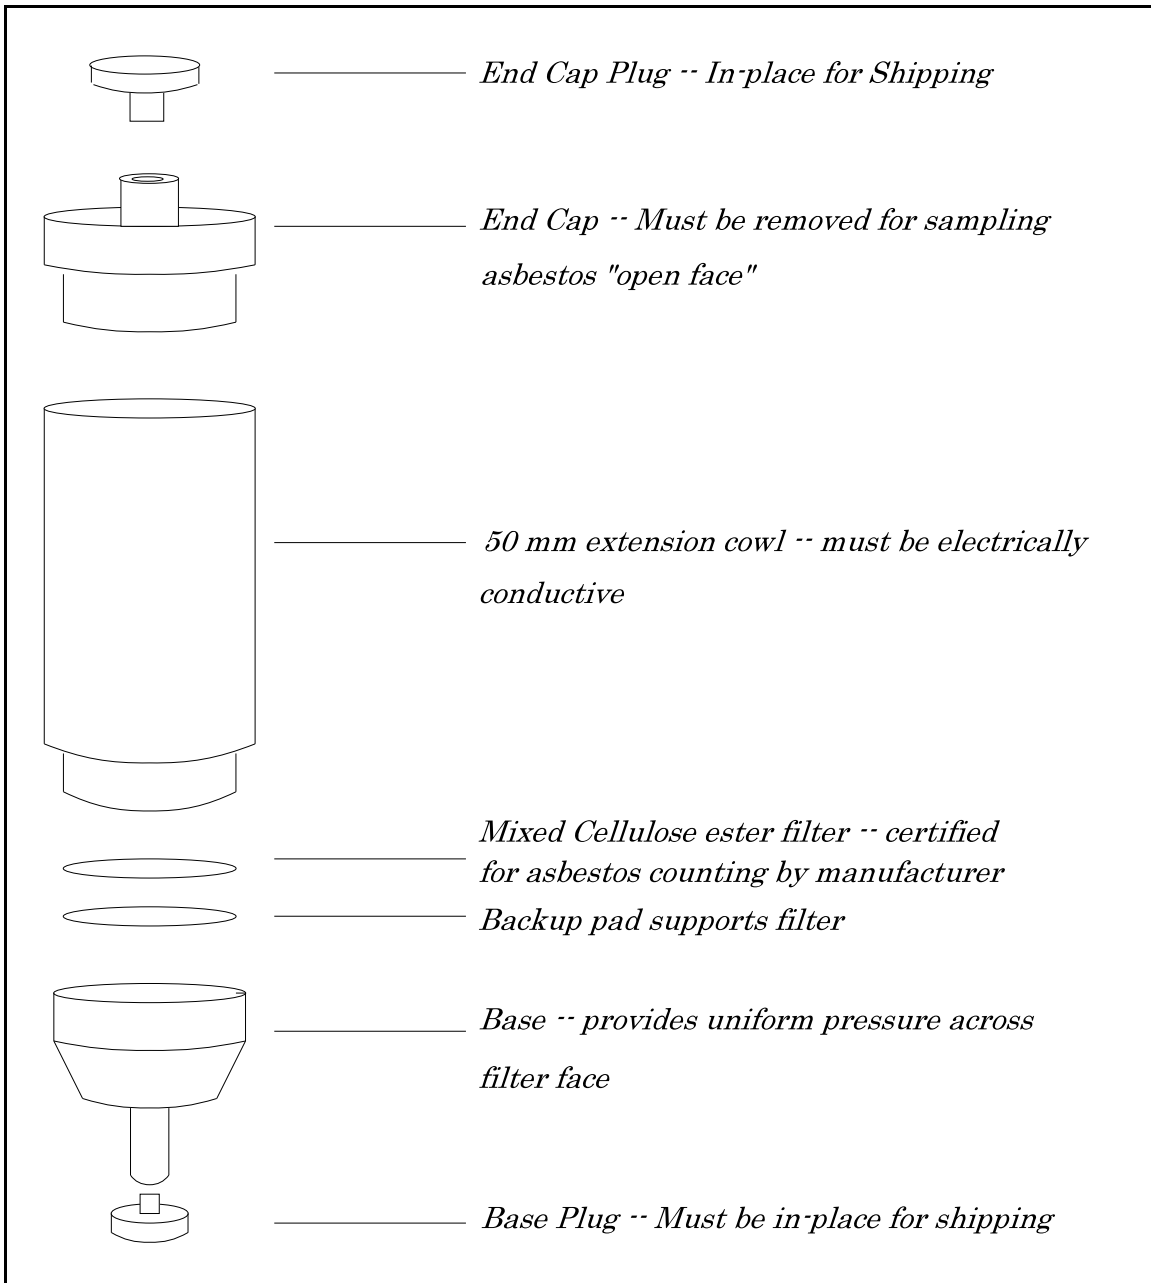 End Cap Plug -- In-place for Shipping
End Cap -- Must be removed for sampling
asbestos "open face"
50 mm extension cowl -- must be electrically
conductive
Mixed Cellulose ester filter -- certified
for asbestos counting by manufacturer
Backup pad supports filter
Base -- provides uniform pressure across
filter face
Base Plug -- Must be in-place for shipping